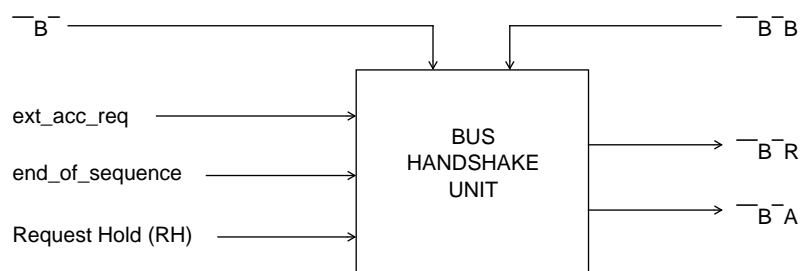 B
B B
ext_acc_req
BUS
HANDSHAKE
UNIT
B R
end_of_sequence
B A
Request Hold (RH)